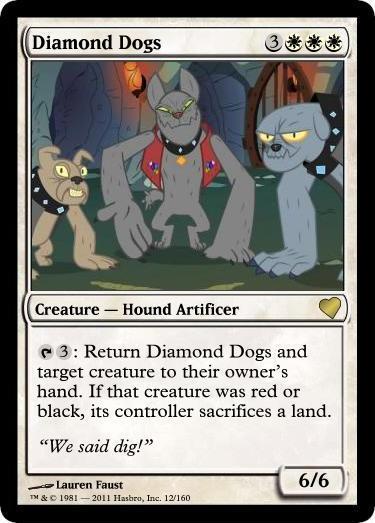 Diamond Dogs 3
Creature — Hound Artificer
3: Return Diamond Dogs and
target creature to their owner's
hand. If that creature was red or
black, its controller sacrifices a land.
“We said dig!”
Lauren Faust
6/6
™ & © 1981 — 2011 Hasbro, Inc. 12/160